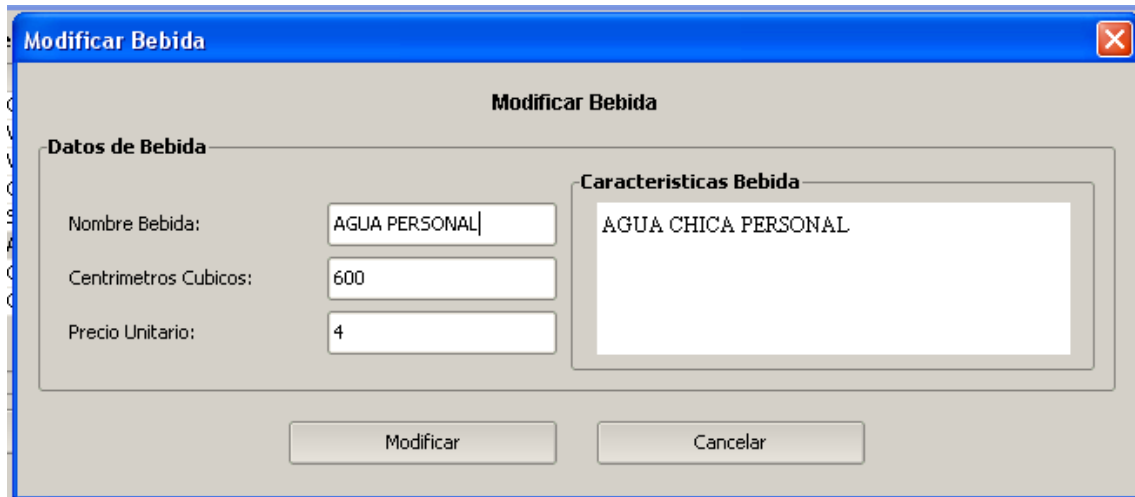 Modificar Bebida
Modificar Bebida
Datos de Bebida
Nombre Bebida: AGUA PERSONAL
Centrimetros Cubicos: 600
Precio Unitario: 4
Caracteristicas Bebida
AGUA CHICA PERSONAL
Modificar Cancelar